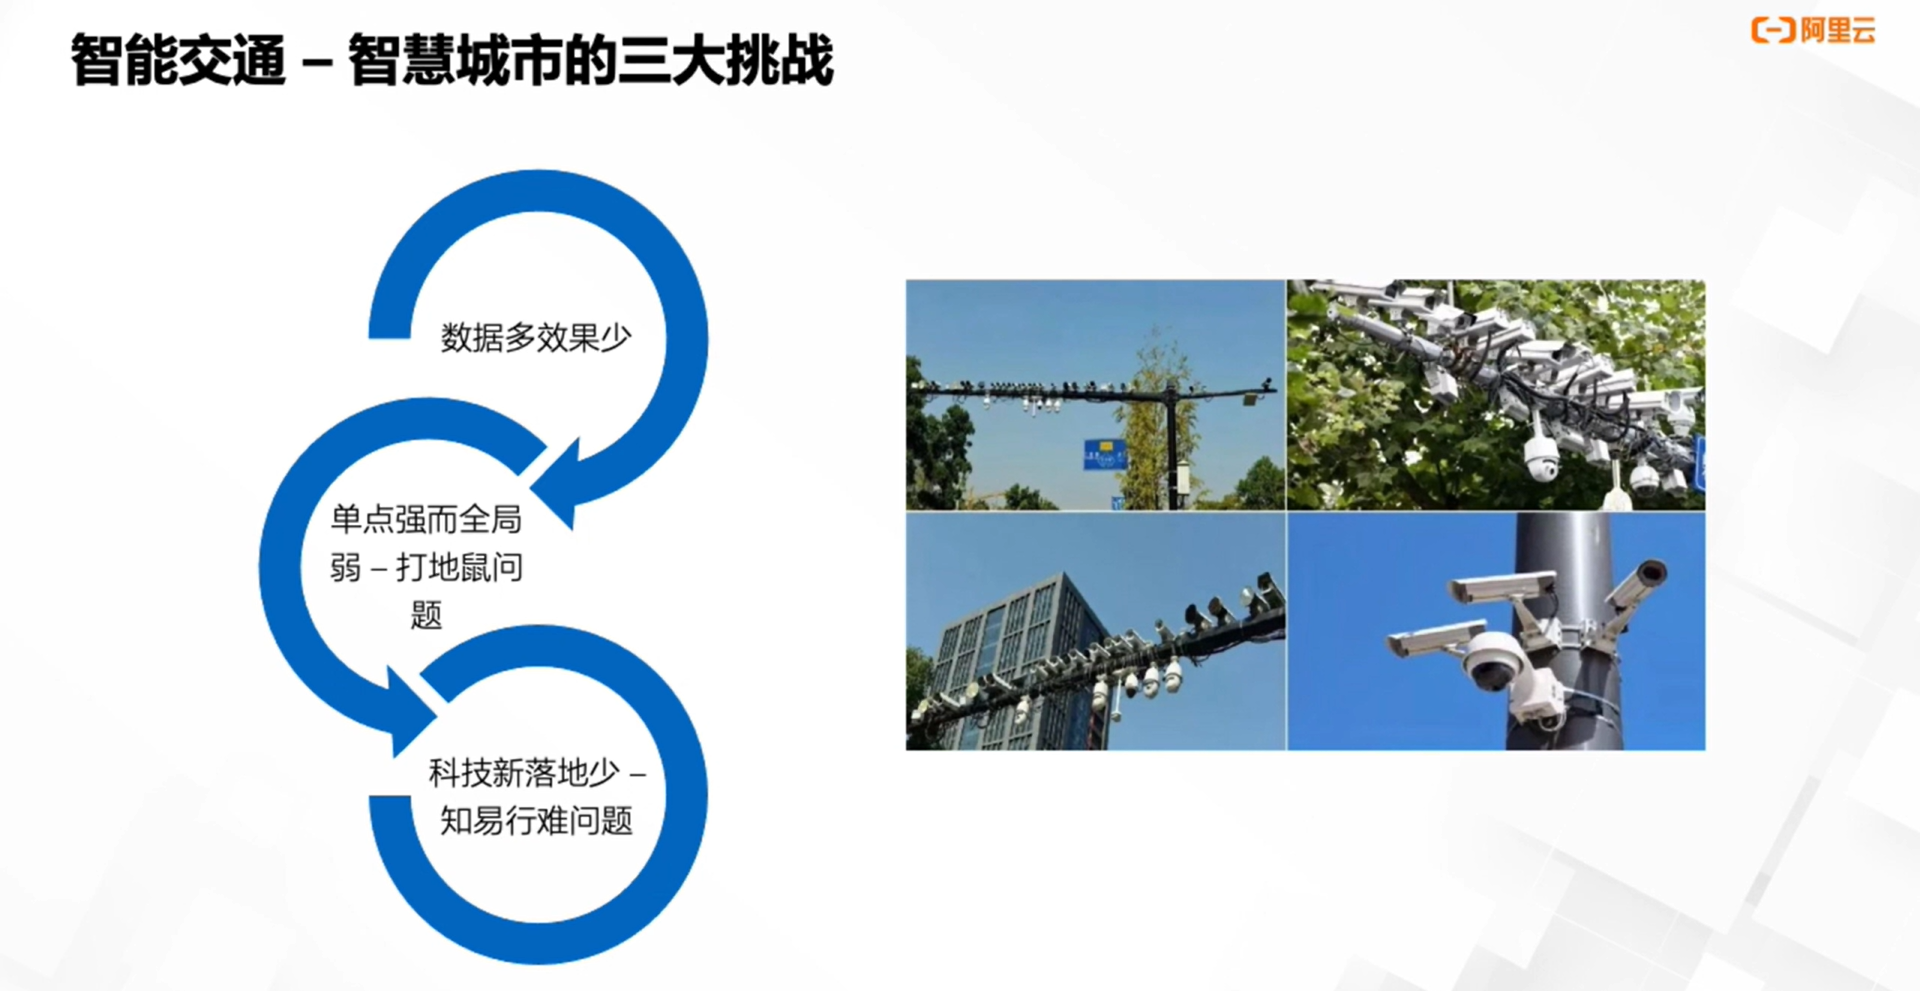 智能交通 – 智慧城市的三大挑战
阿里云
数据多效果少
单点强而全局
弱 – 打地鼠问
题
科技新落地少 –
知易行难问题